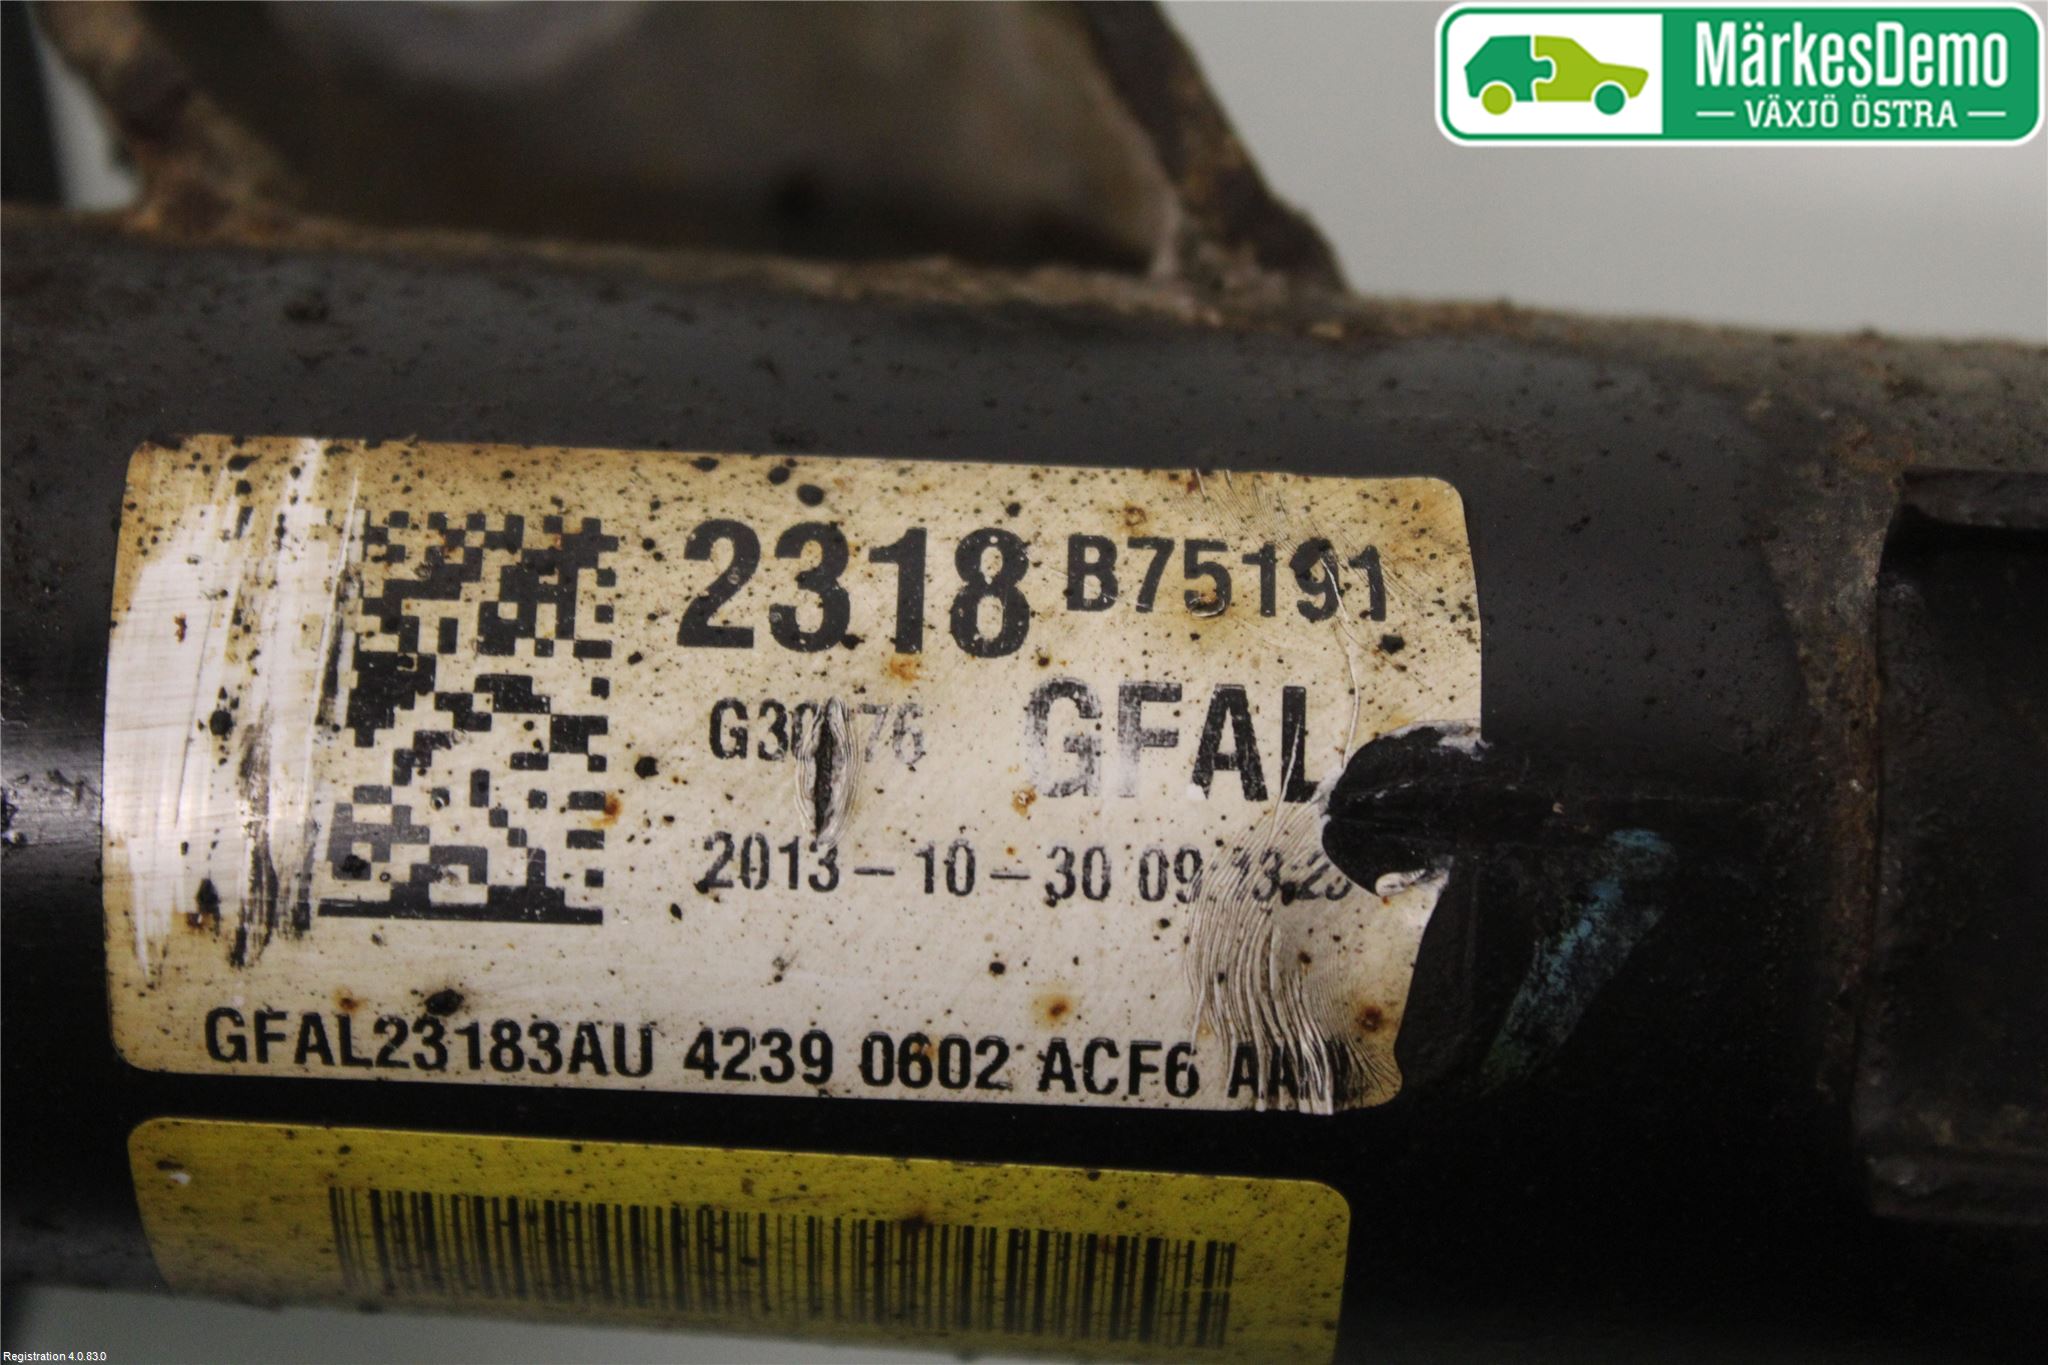 MärkesDemo
— VÄXJÖ ÖSTRA —
2318 B75191
GFAL
2013-10-30
GFAL23183AU 4239 0602 ACF6
Registration 4.0.83.0